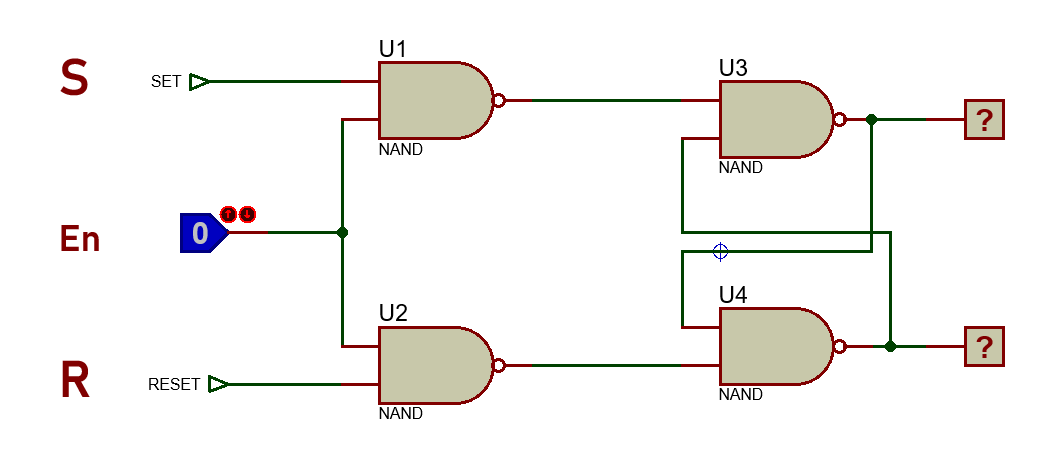 U1
U3
S
SET
?
NAND
NAND
0
En
U4
U2
?
R
RESET
NAND
NAND